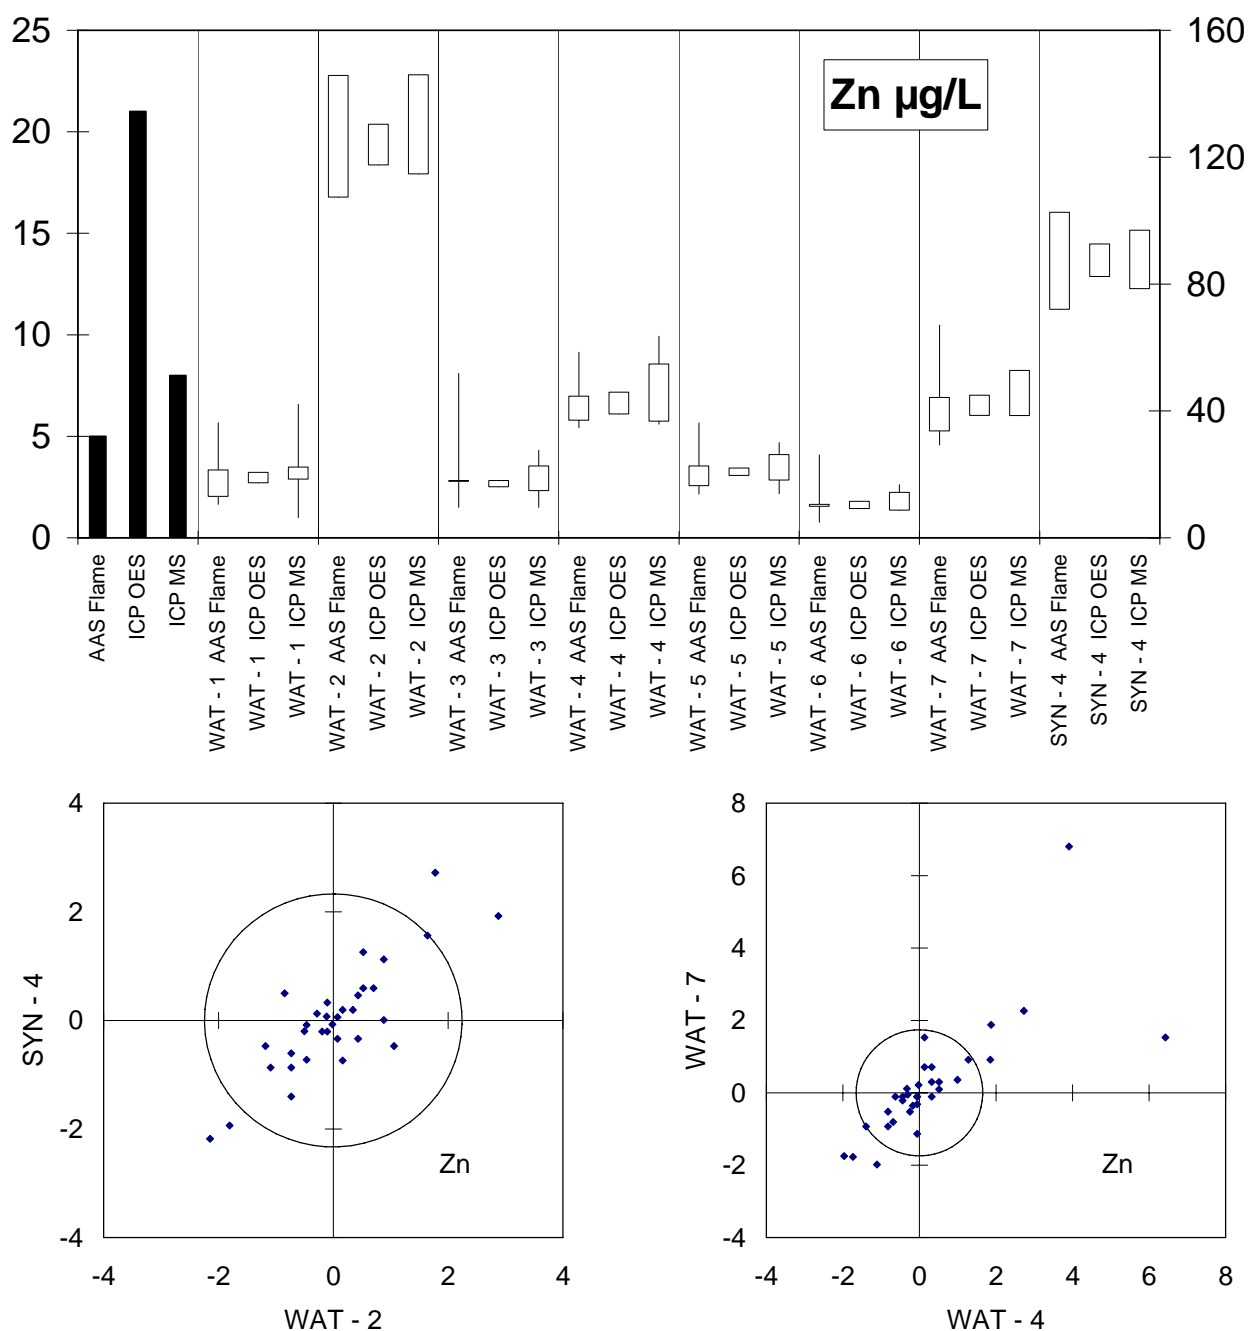 25
20
15
10
5
0
Zn µg/L
160
120
80
40
0
AAS Flame
ICP OES
ICP MS
WAT - 1 AAS Flame
WAT - 1 ICP OES
WAT - 1 ICP MS
WAT - 2 AAS Flame
WAT - 2 ICP OES
WAT - 2 ICP MS
WAT - 3 AAS Flame
WAT - 3 ICP OES
WAT - 3 ICP MS
WAT - 4 AAS Flame
WAT - 4 ICP OES
WAT - 4 ICP MS
WAT - 5 AAS Flame
WAT - 5 ICP OES
WAT - 5 ICP MS
WAT - 6 AAS Flame
WAT - 6 ICP OES
WAT - 6 ICP MS
WAT - 7 AAS Flame
WAT - 7 ICP OES
WAT - 7 ICP MS
SYN - 4 AAS Flame
SYN - 4 ICP OES
SYN - 4 ICP MS
4
2
0
-2
-4
SYN - 4
Zn
-4 -2 0 2 4
WAT - 2
8
6
4
2
0
-2
-4
WAT - 7
Zn
-4 -2 0 2 4 6 8
WAT - 4